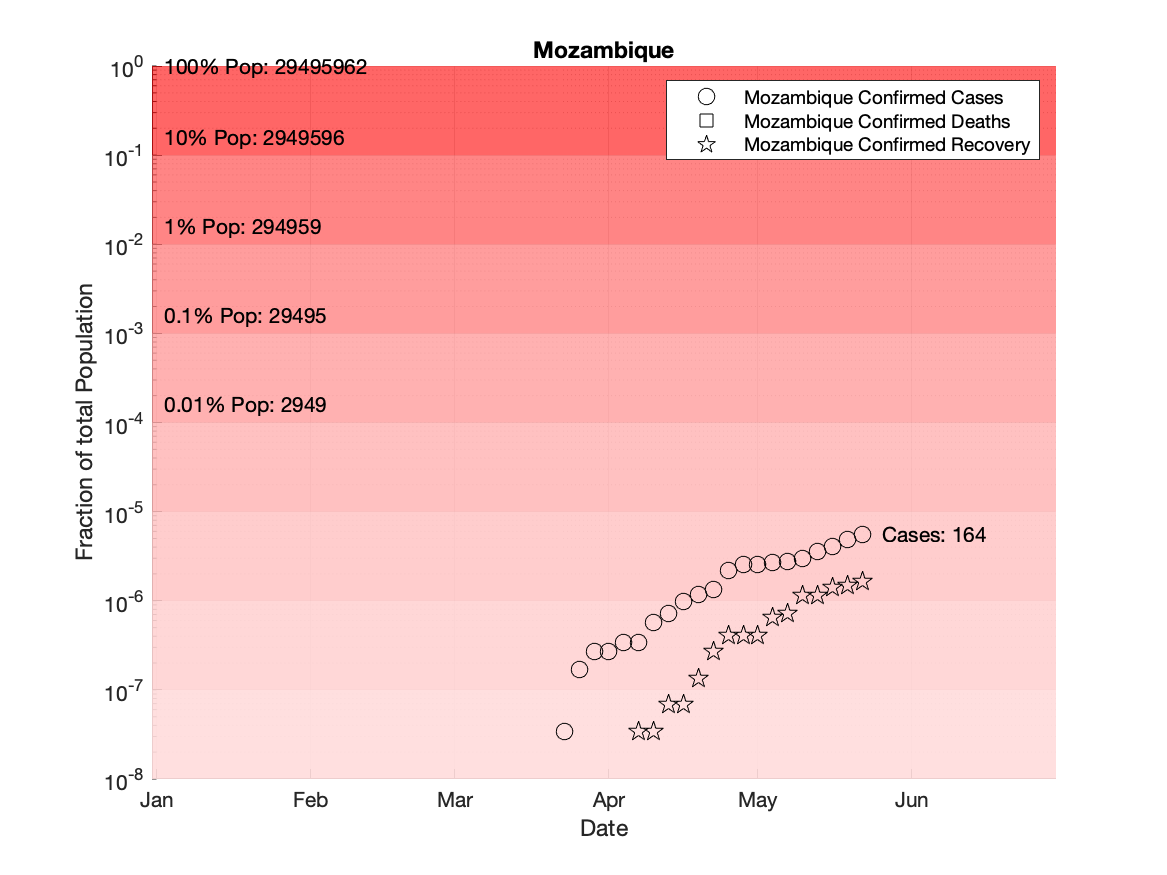 Mozambique
10^0
100% Pop: 29495962
Mozambique Confirmed Cases
Mozambique Confirmed Deaths
Mozambique Confirmed Recovery
10% Pop: 2949596
10^-1
1% Pop: 294959
10^-2
0.1% Pop: 29495
10^-3
0.01% Pop: 2949
10^-4
10^-5
Cases: 164
10^-6
10^-7
10^-8
Fraction of total Population
Jan Feb Mar Apr May Jun
Date